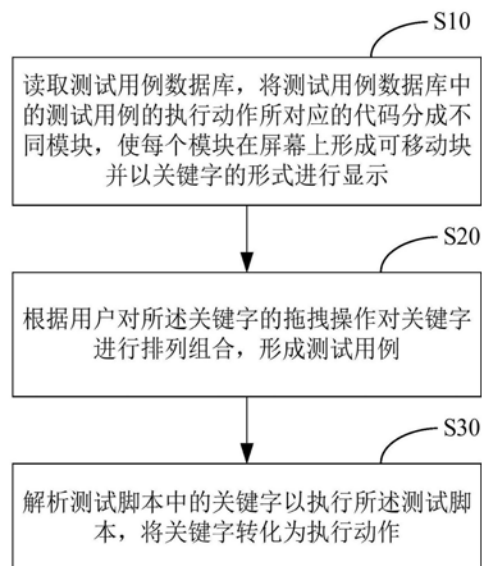 S10
读取测试用例数据库，将测试用例数据库中
的测试用例的执行动作所对应的代码分成不
同模块，使每个模块在屏幕上形成可移动块
并以关键字的形式进行显示
S20
根据用户对所述关键字的拖拽操作对关键字
进行排列组合，形成测试用例
S30
解析测试脚本中的关键字以执行所述测试脚
本，将关键字转化为执行动作